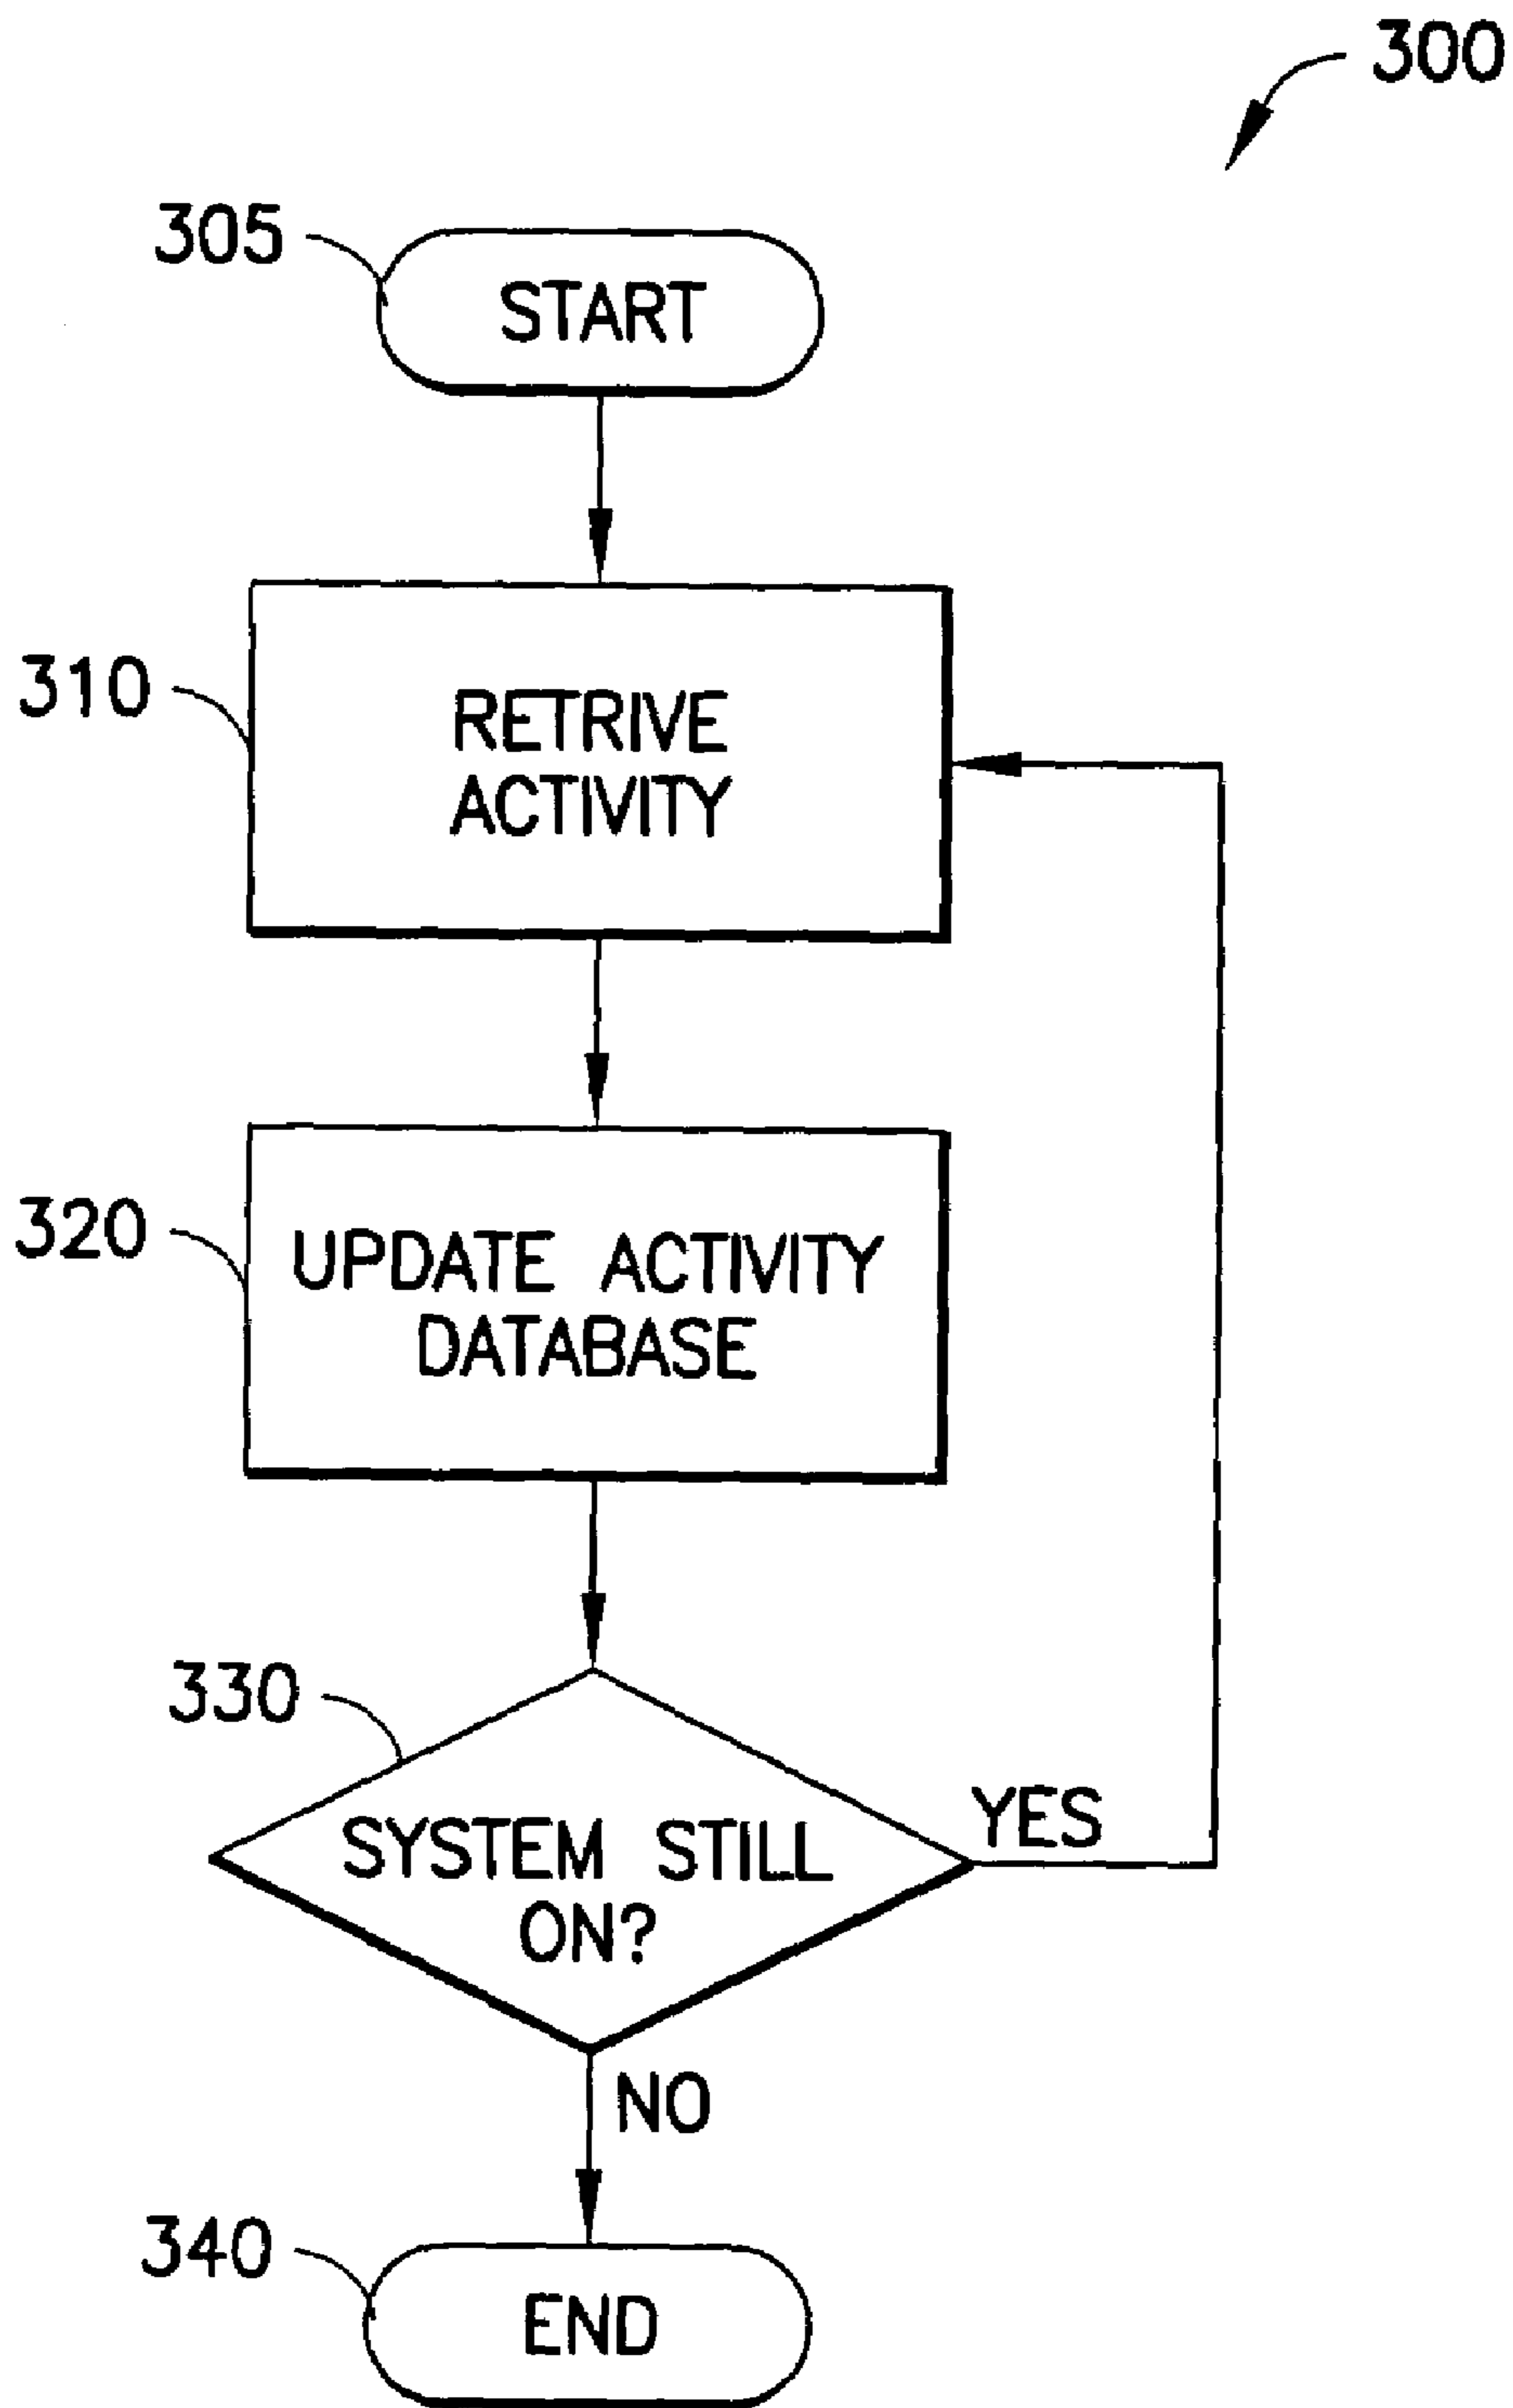 300
305
START
310
RETRIVE
ACTIVITY
320
UPDATE ACTIVITY
DATABASE
330
SYSTEM STILL
ON?
YES
NO
340
END